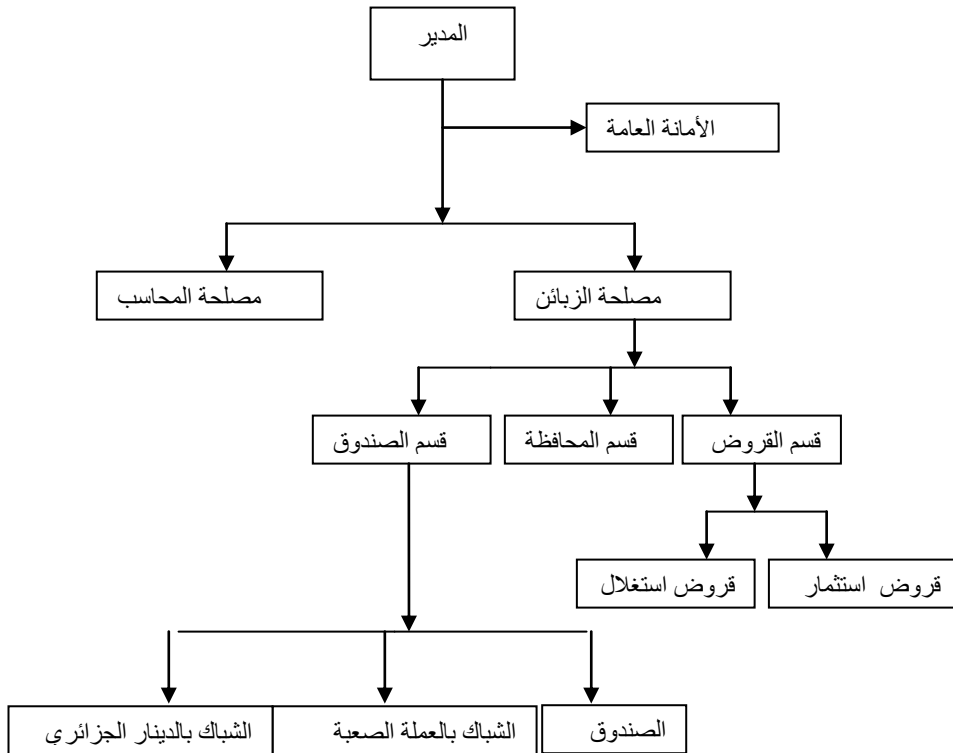 المدير
الأمانة العامة
مصلحة الزبائن
مصلحة المحاسب
قسم القروض
قسم المحافظة
قسم الصندوق
قروض استثمار
قروض استغلال
الصندوق
الشباك بالعملة الصعبة
الشباك بالدينار الجزائري